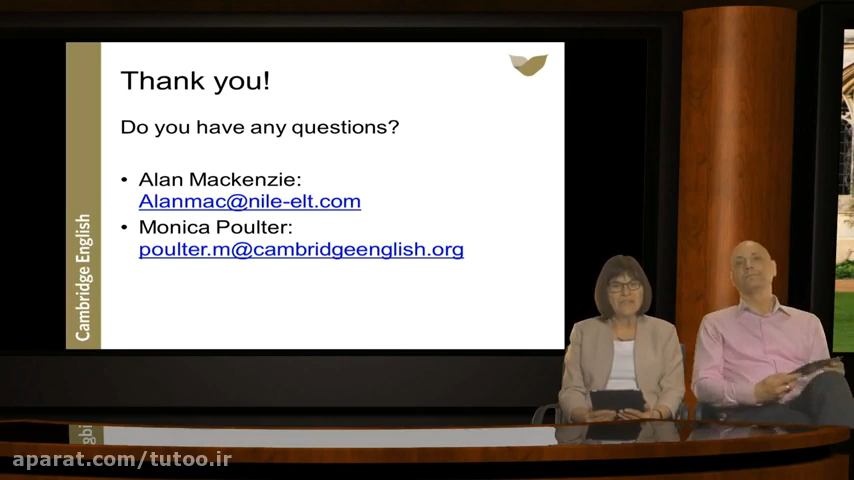 Thank you!
Do you have any questions?
• Alan Mackenzie:
Alanmac@nile-elt.com
• Monica Poulter:
poulter.m@cambridgeenglish.org
Cambridge English
aparat.com/tutoo.ir